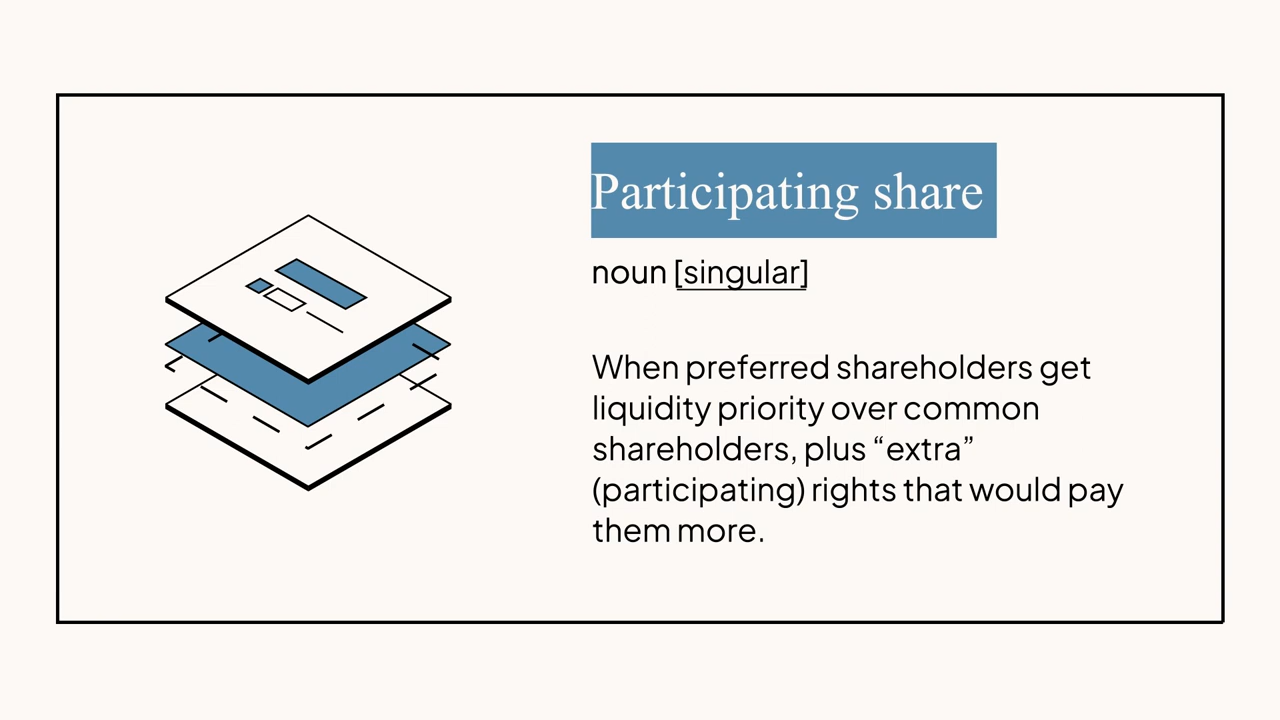 Participating share
noun [singular]
When preferred shareholders get
liquidity priority over common
shareholders, plus “extra”
(participating) rights that would pay
them more.